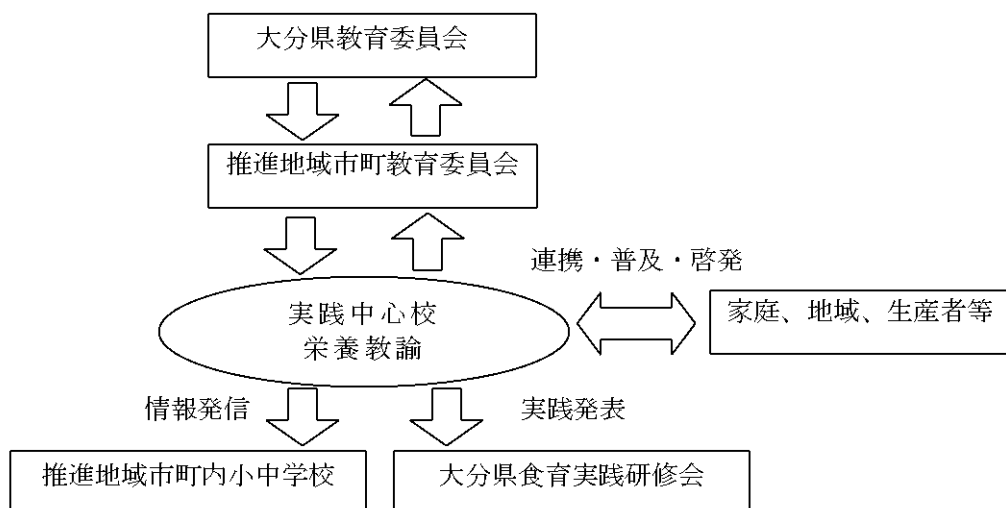 大分県教育委員会
推進地域市町教育委員会
連携・普及・啓発
実践中心校
栄養教諭
家庭、地域、生産者等
情報発信
実践発表
推進地域市町内小中学校
大分県食育実践研修会